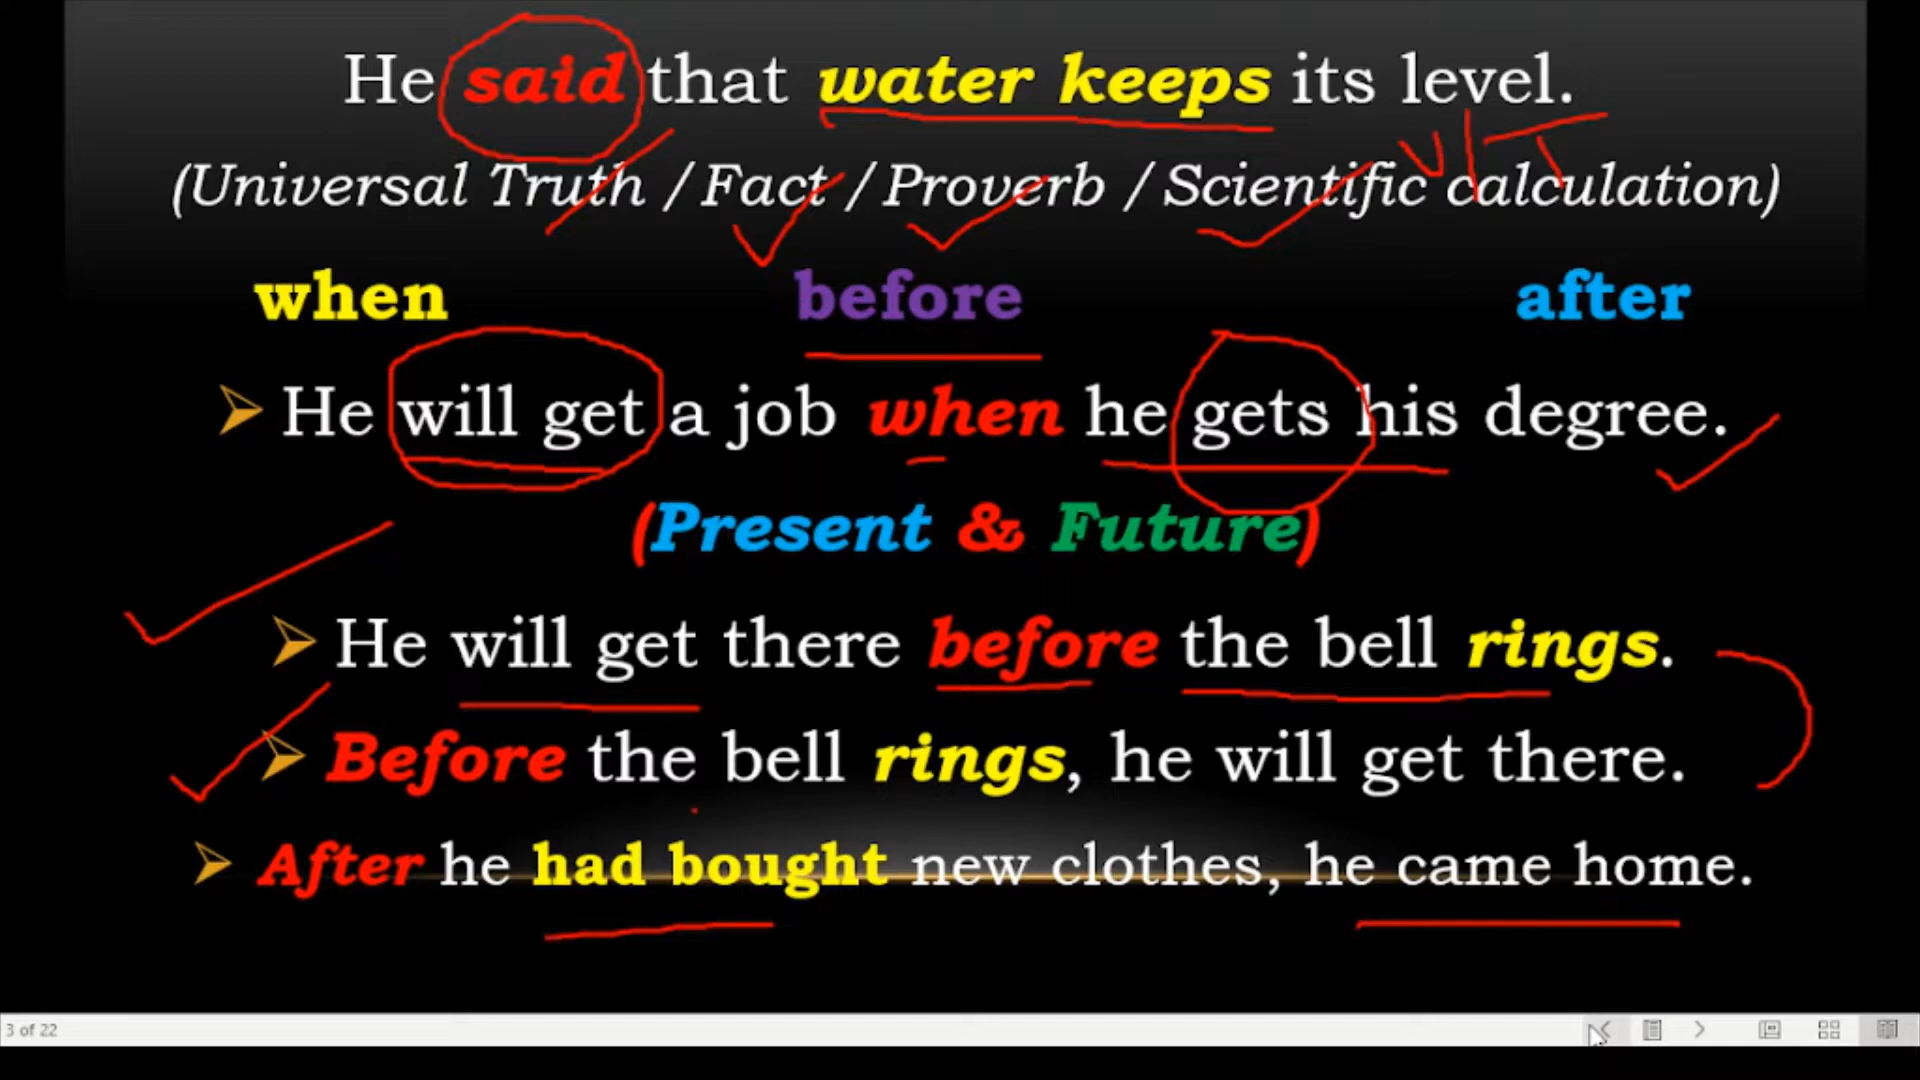 He said that water keeps its level.
U/T
(Universal Truth / Fact / Proverb / Scientific calculation)
when before after
He will get a job when he gets his degree.
(Present & Future)
He will get there before the bell rings.
Before the bell rings, he will get there.
After he had bought new clothes, he came home.
3 of 22